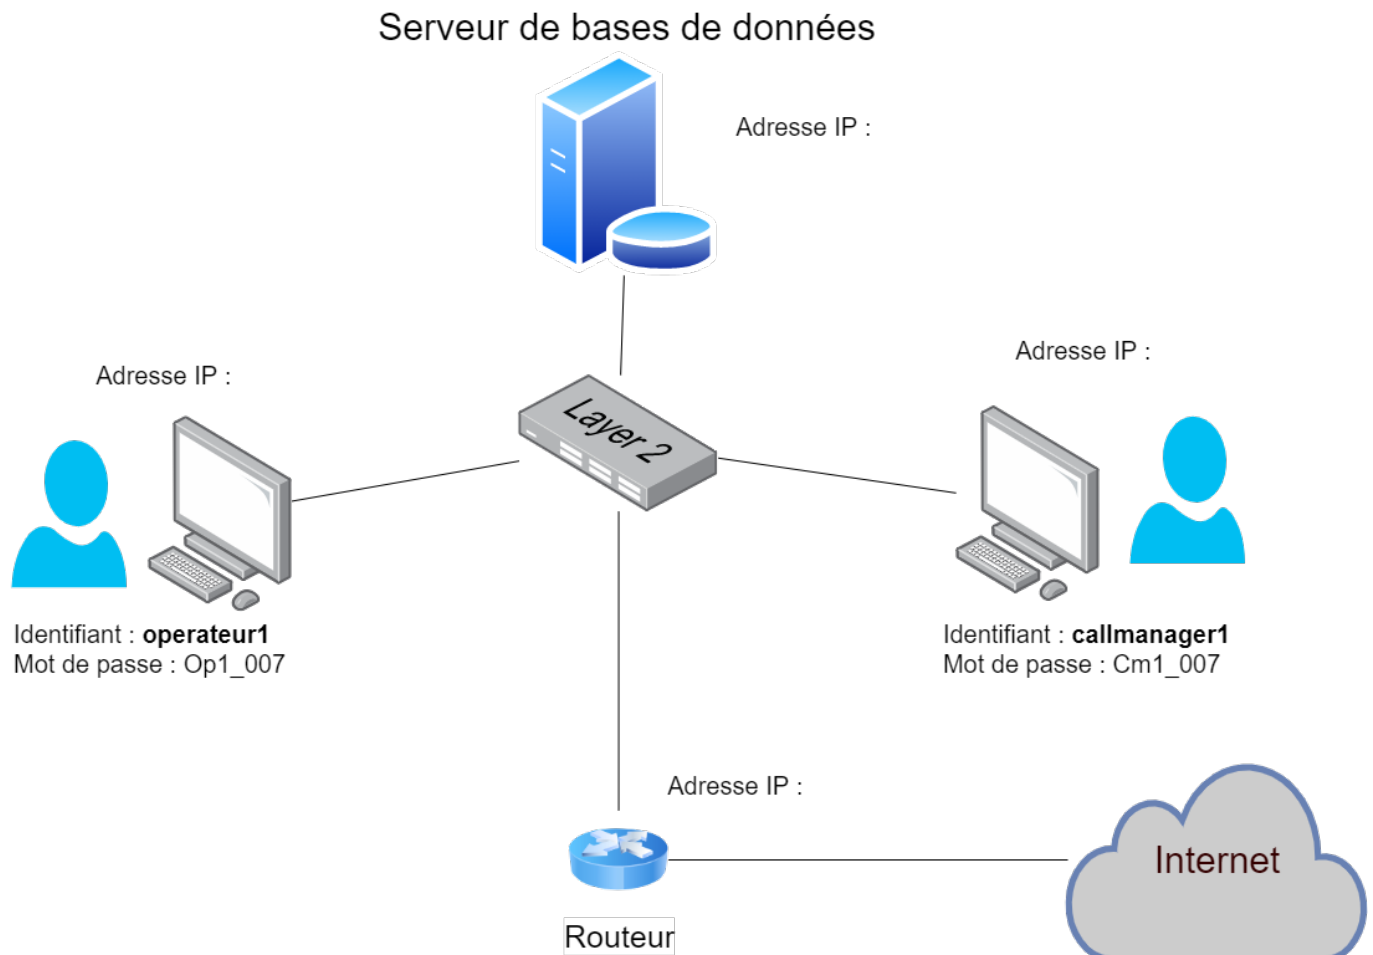 Serveur de bases de données
Adresse IP :
Adresse IP :
Adresse IP :
Layer 2
Identifiant : operateur1
Mot de passe : Op1_007
Identifiant : callmanager1
Mot de passe : Cm1_007
Adresse IP :
Internet
Routeur